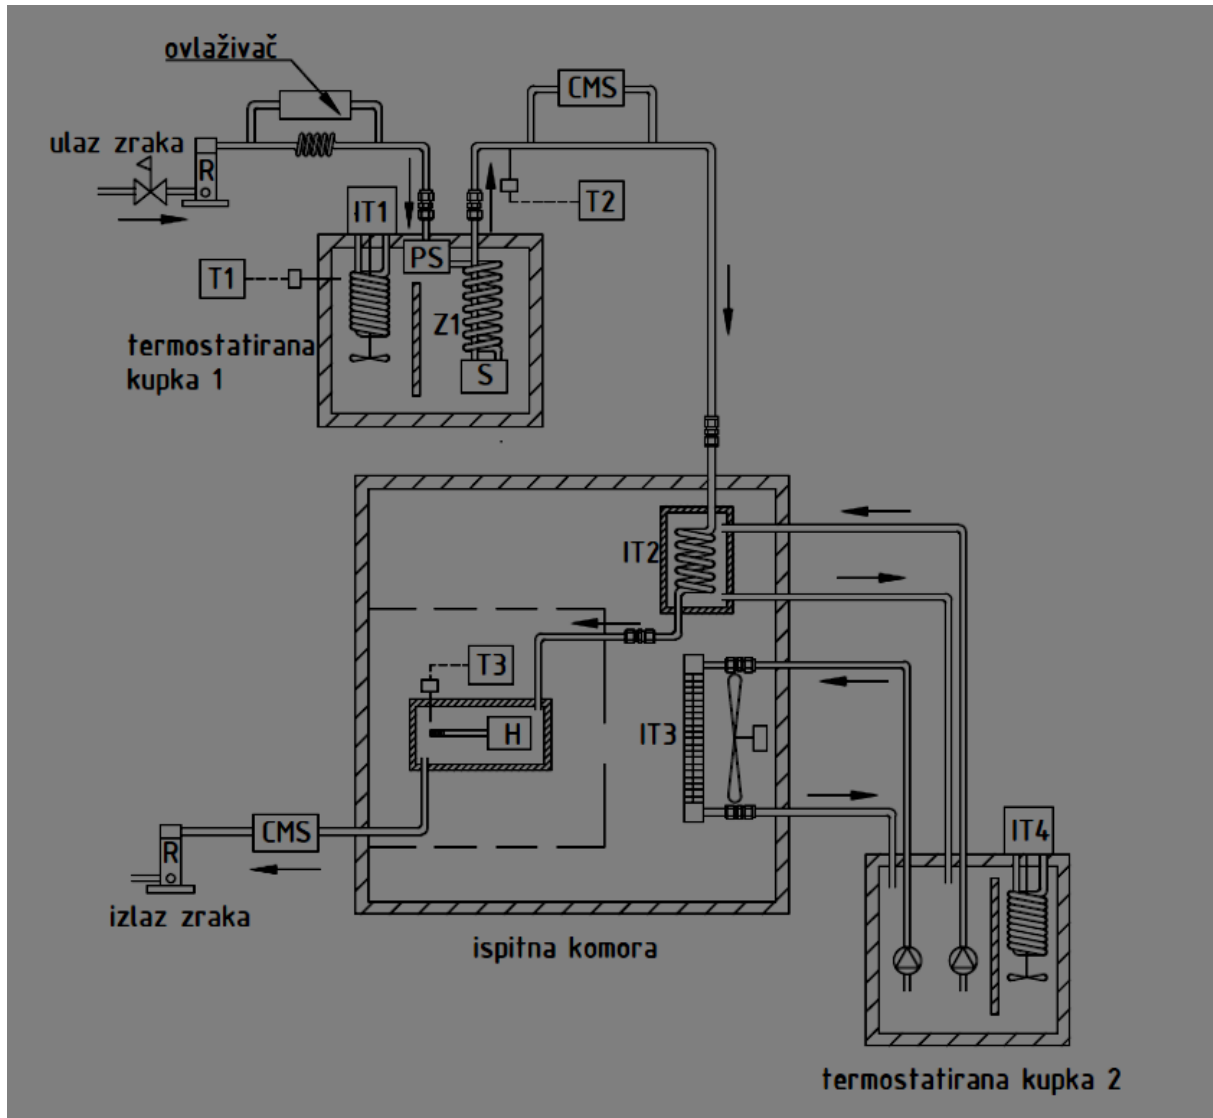 ovlaživač
CMS
ulaz zraka
R
IT1
T2
PS
T1
Z1
termostatirana
kupka 1
S
IT2
T3
H
IT3
CMS
IT4
R
izlaz zraka
ispitna komora
termostatirana kupka 2